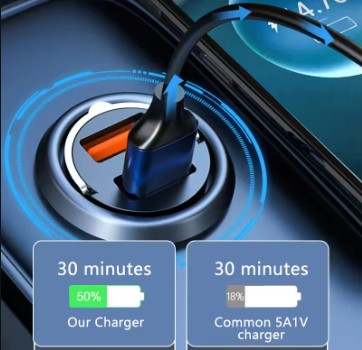 30 minutes
50%
Our Charger
30 minutes
18%
Common 5A1V
charger